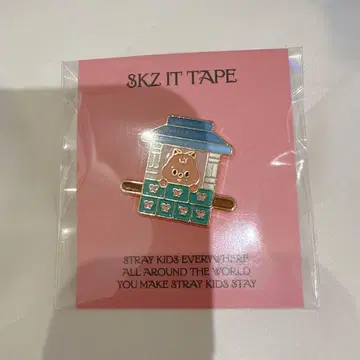 SKZ IT TAPE
STRAY KIDS EVERYWHERE
ALL AROUND THE WORLD
YOU MAKE STRAY KIDS STAY